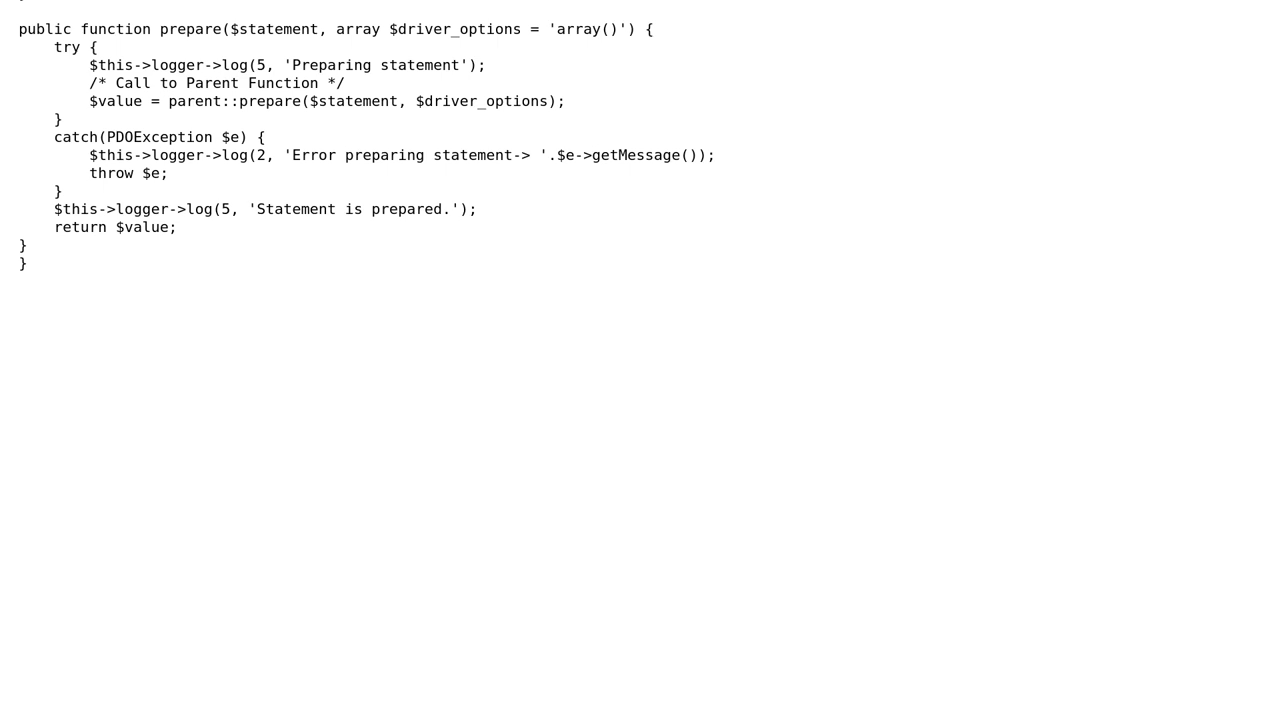 public function prepare($statement, array $driver_options = 'array()') {
    try {
        $this->logger->log(5, 'Preparing statement');
        /* Call to Parent Function */
        $value = parent::prepare($statement, $driver_options);
    }
    catch(PDOException $e) {
        $this->logger->log(2, 'Error preparing statement-> '.$e->getMessage());
        throw $e;
    }
    $this->logger->log(5, 'Statement is prepared.');
    return $value;
}
}